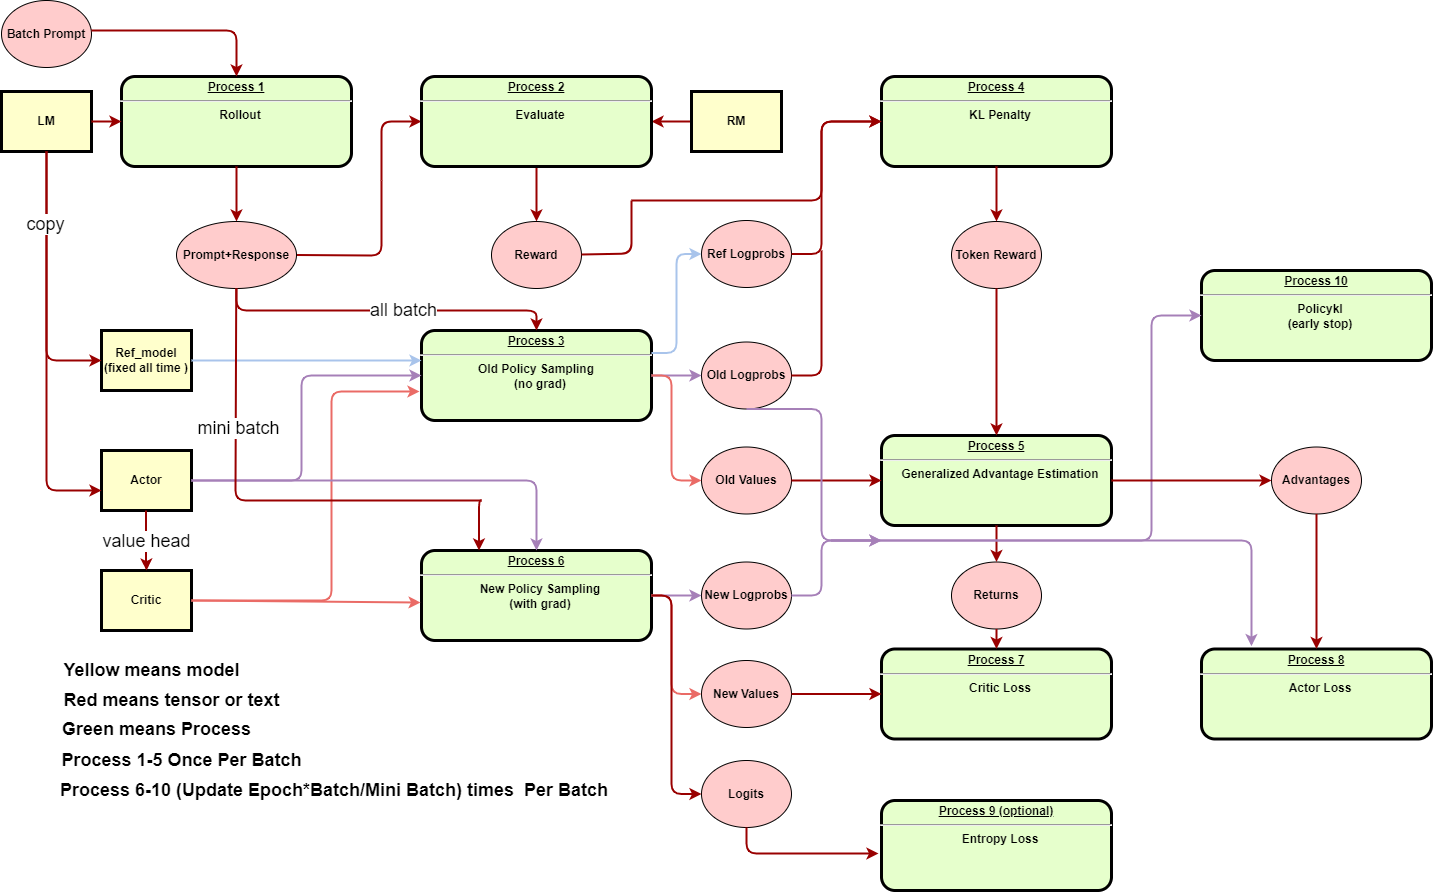 Batch Prompt
Process 1
Rollout
Process 2
Evaluate
Process 4
KL Penalty
LM
RM
copy
Prompt+Response
Reward
Ref Logprobs
Token Reward
Process 10
Policykl
(early stop)
all batch
Ref_model
(fixed all time )
Process 3
Old Policy Sampling
(no grad)
Old Logprobs
mini batch
Process 5
Generalized Advantage Estimation
Actor
Old Values
Advantages
value head
Critic
Process 6
New Policy Sampling
(with grad)
New Logprobs
Returns
Yellow means model
Red means tensor or text
Green means Process
Process 1-5 Once Per Batch
Process 6-10 (Update Epoch*Batch/Mini Batch) times  Per Batch
New Values
Process 7
Critic Loss
Process 8
Actor Loss
Logits
Process 9 (optional)
Entropy Loss